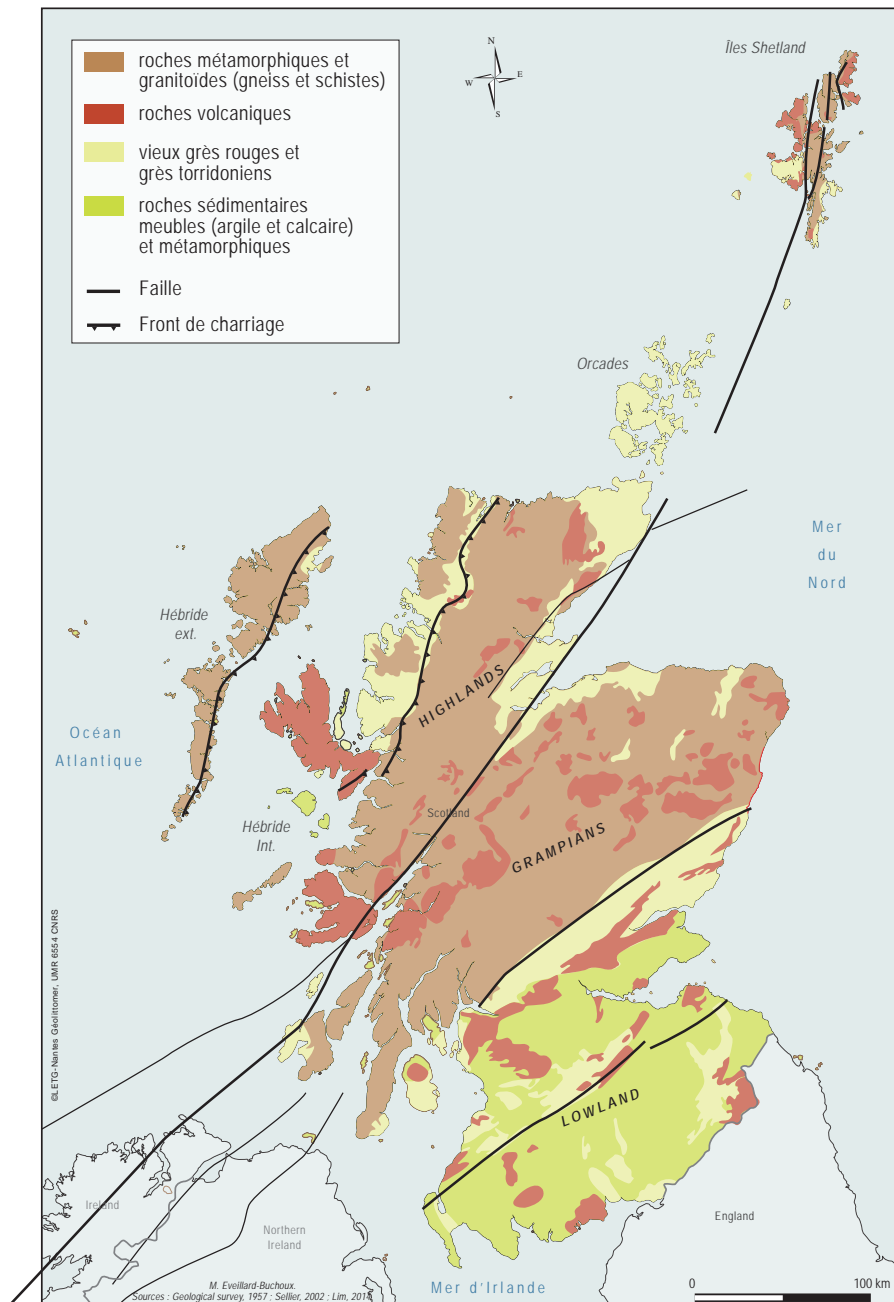 N
W
E
S
Îles Shetland
roches métamorphiques et
granitoïdes (gneiss et schistes)
roches volcaniques
vieux grès rouges et
grès torridoniens
roches sédimentaires
meubles (argile et calcaire)
et métamorphiques
Faille
Front de charriage
Orcades
Mer
du
Nord
Hébride
ext.
HIGHLANDS
Océan
Atlantique
Hébride
Int.
Scotland
GRAMPIANS
©LETG-Nantes Géolittomer, UMR 6554 CNRS
LOWLAND
Ireland
Northern
Ireland
England
M. Eveillard-Buchoux.
Sources : Geological survey, 1957 ; Sellier, 2002 ; Lim,
Mer d'Irlande
0
100 km